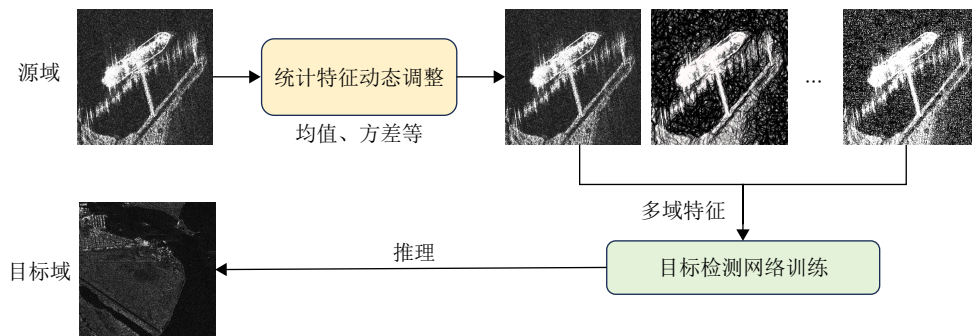 源域
统计特征动态调整
均值、方差等
...
多域特征
目标域
推理
目标检测网络训练